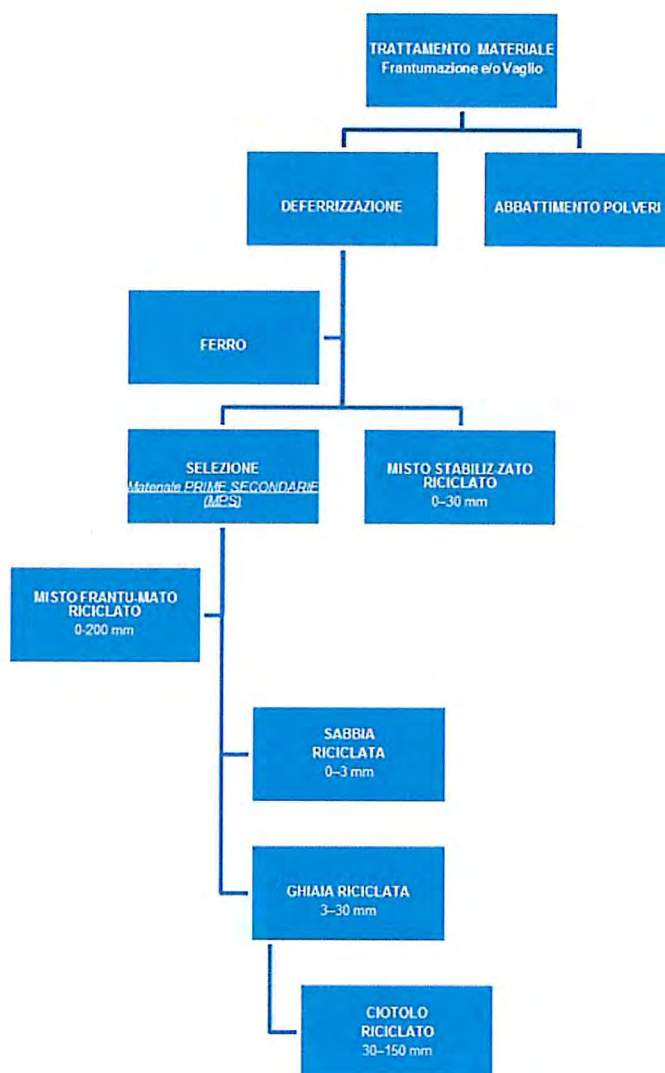 TRATTAMENTO MATERIALE
Frantumazione e/o Vaglio
DEFERRIZZAZIONE
ABBATTIMENTO POLVERI
FERRO
SELEZIONE
Materiale PRIME SECONDARIE
(MPS)
MISTO STABILIZ-ZATO
RICICLATO
0–30 mm
MISTO FRANTU-MATO
RICICLATO
0-200 mm
SABBIA
RICICLATA
0–3 mm
GHIAIA RICICLATA
3–30 mm
CIOTOLO
RICICLATO
30–150 mm